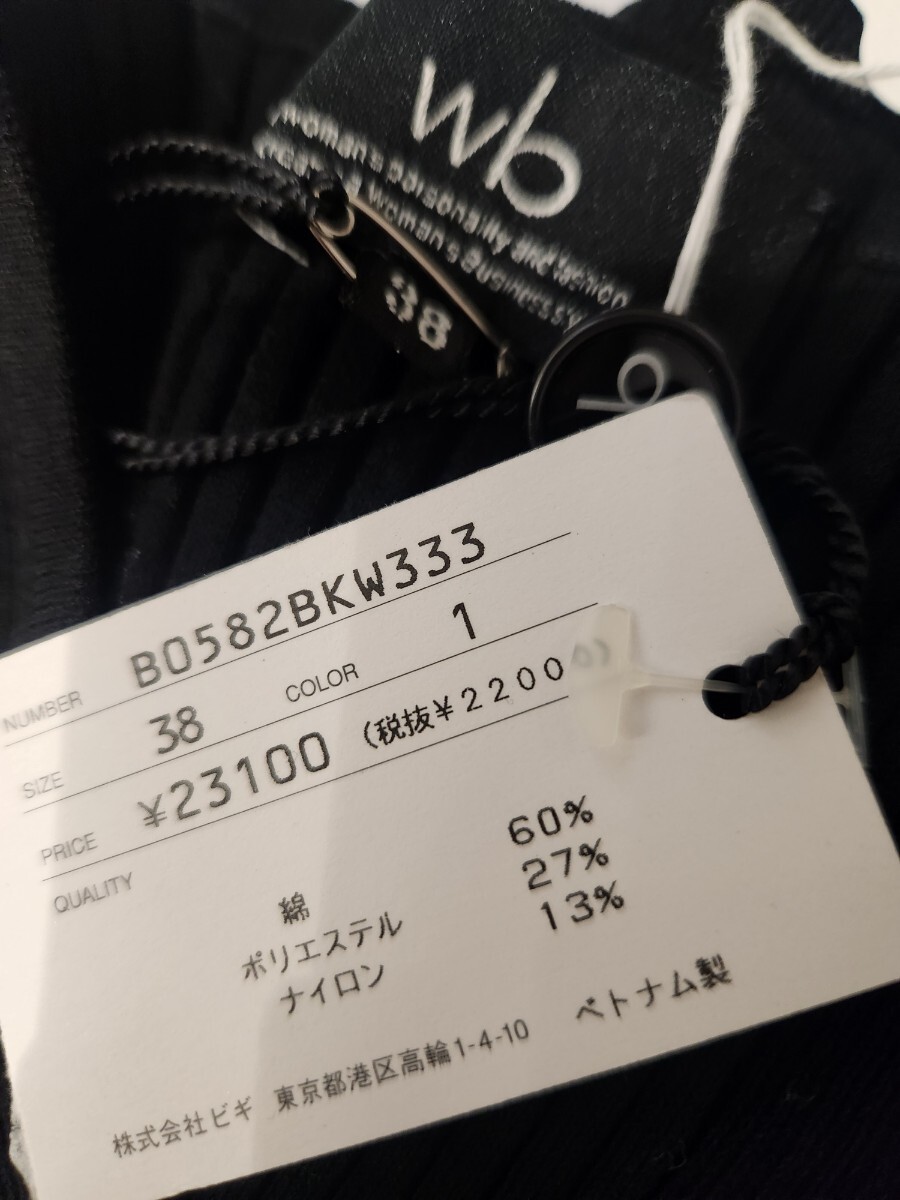 wb
woman's personality and fashion
woman's Business
38
b
NUMBER B0582BKW333
SIZE 38 COLOR 1
PRICE ¥23100 (税抜¥22000
QUALITY
綿 60%
ポリエステル 27%
ナイロン 13%
ベトナム製
株式会社ビギ 東京都港区高輪1-4-10